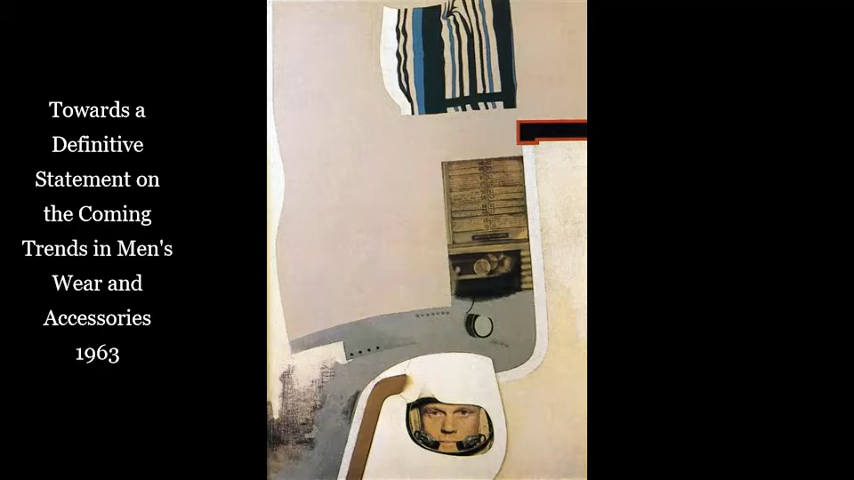 Towards a
Definitive
Statement on
the Coming
Trends in Men's
Wear and
Accessories
1963